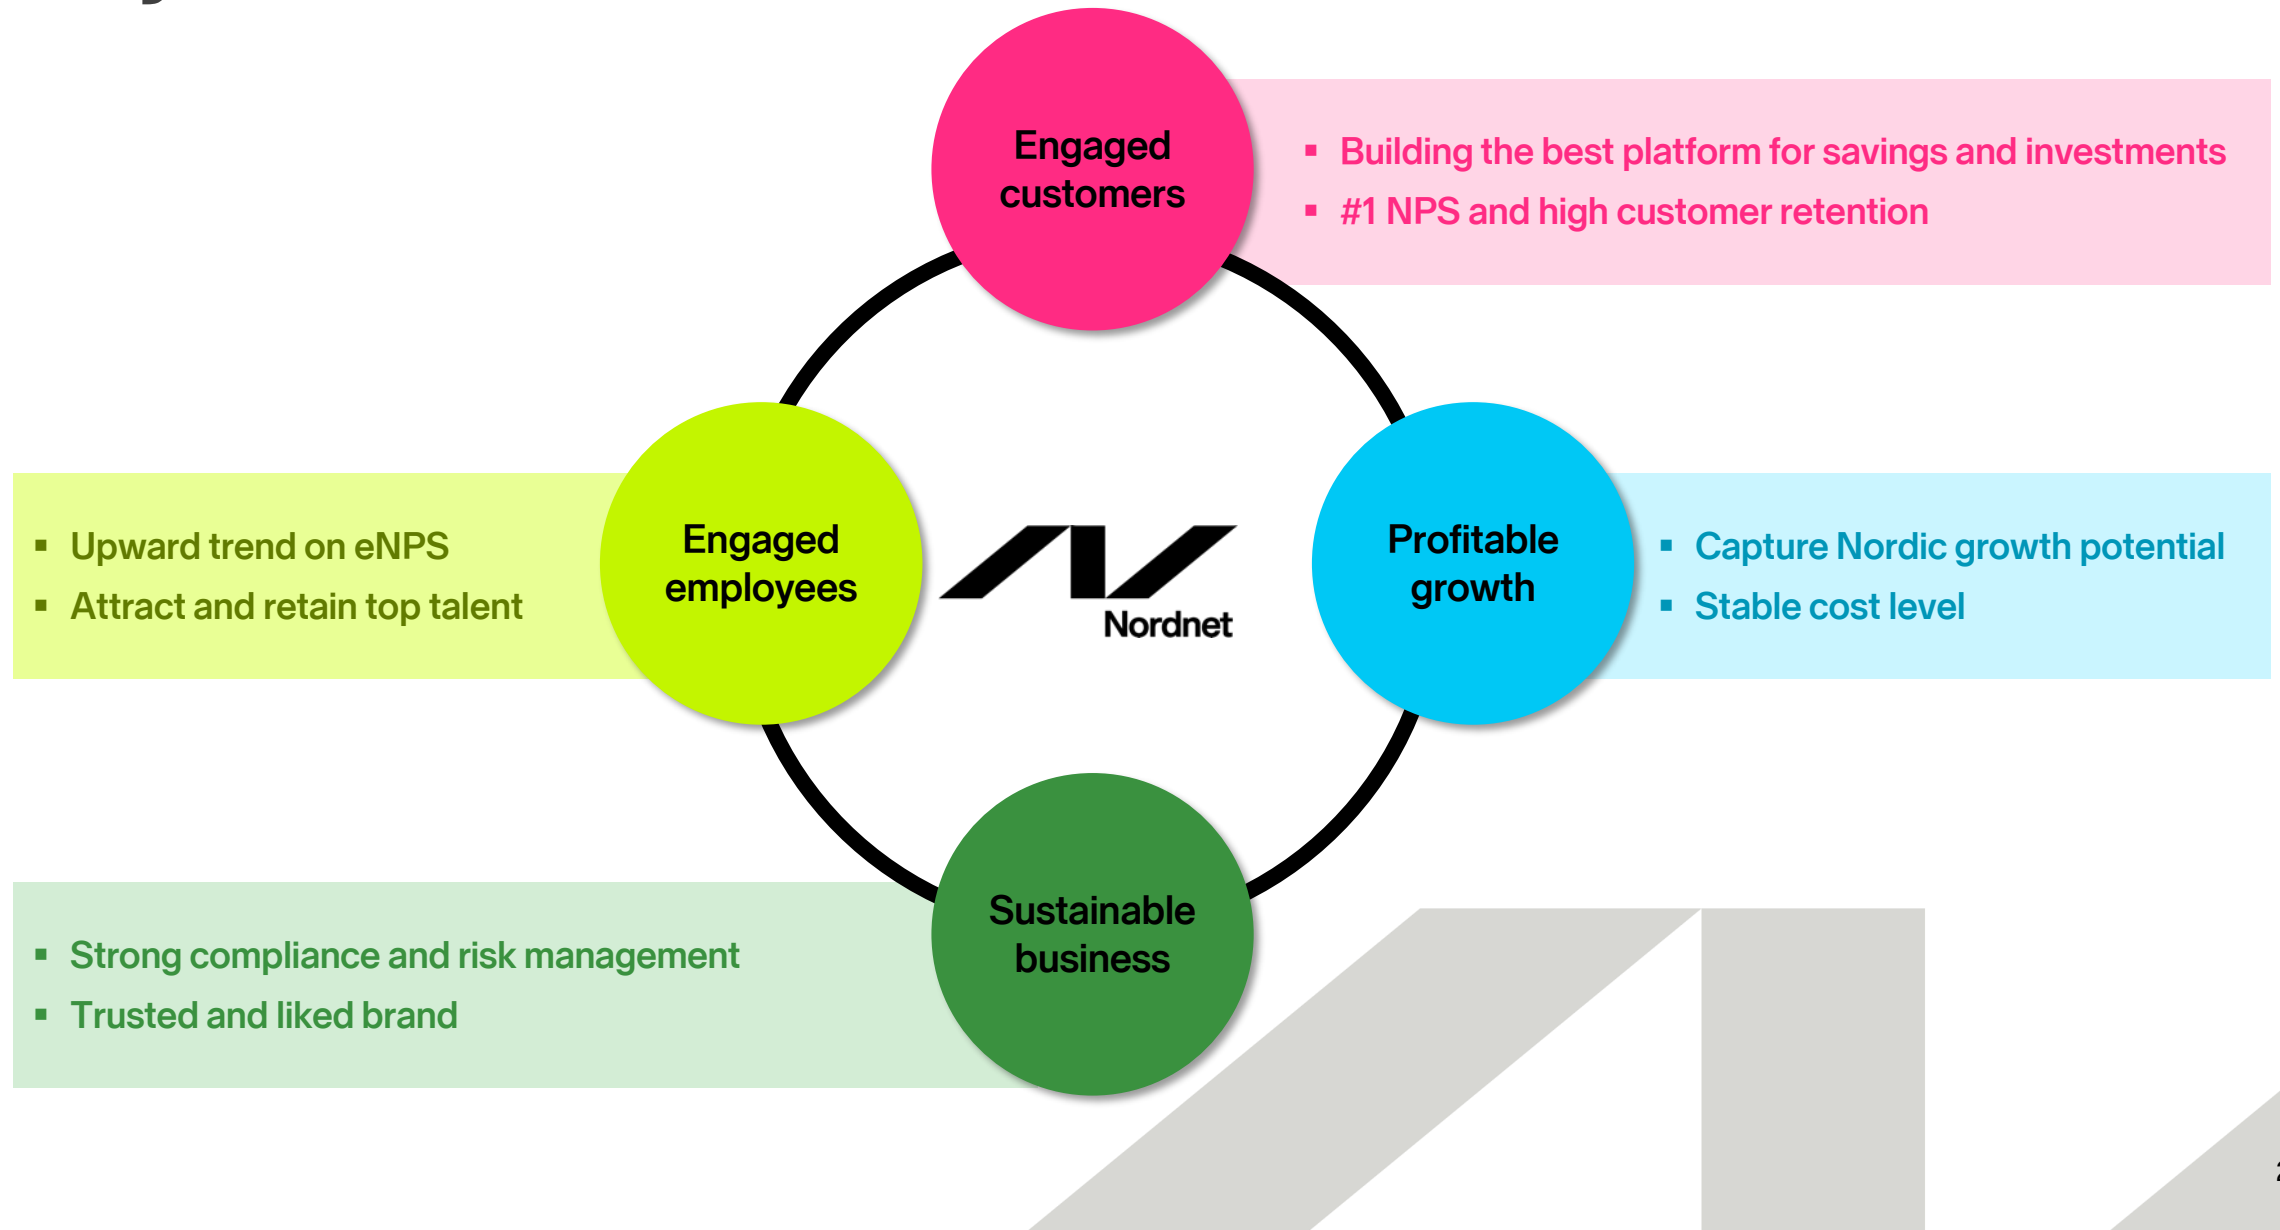 Engaged
customers
▪ Building the best platform for savings and investments
▪ #1 NPS and high customer retention
▪ Upward trend on eNPS
▪ Attract and retain top talent
Engaged
employees
Nordnet
Profitable
growth
▪ Capture Nordic growth potential
▪ Stable cost level
▪ Strong compliance and risk management
▪ Trusted and liked brand
Sustainable
business